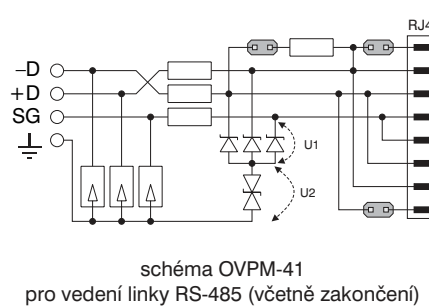 RJ4
–D
+D
SG
U1
U2
schéma OVPM-41
pro vedení linky RS-485 (včetně zakončení)